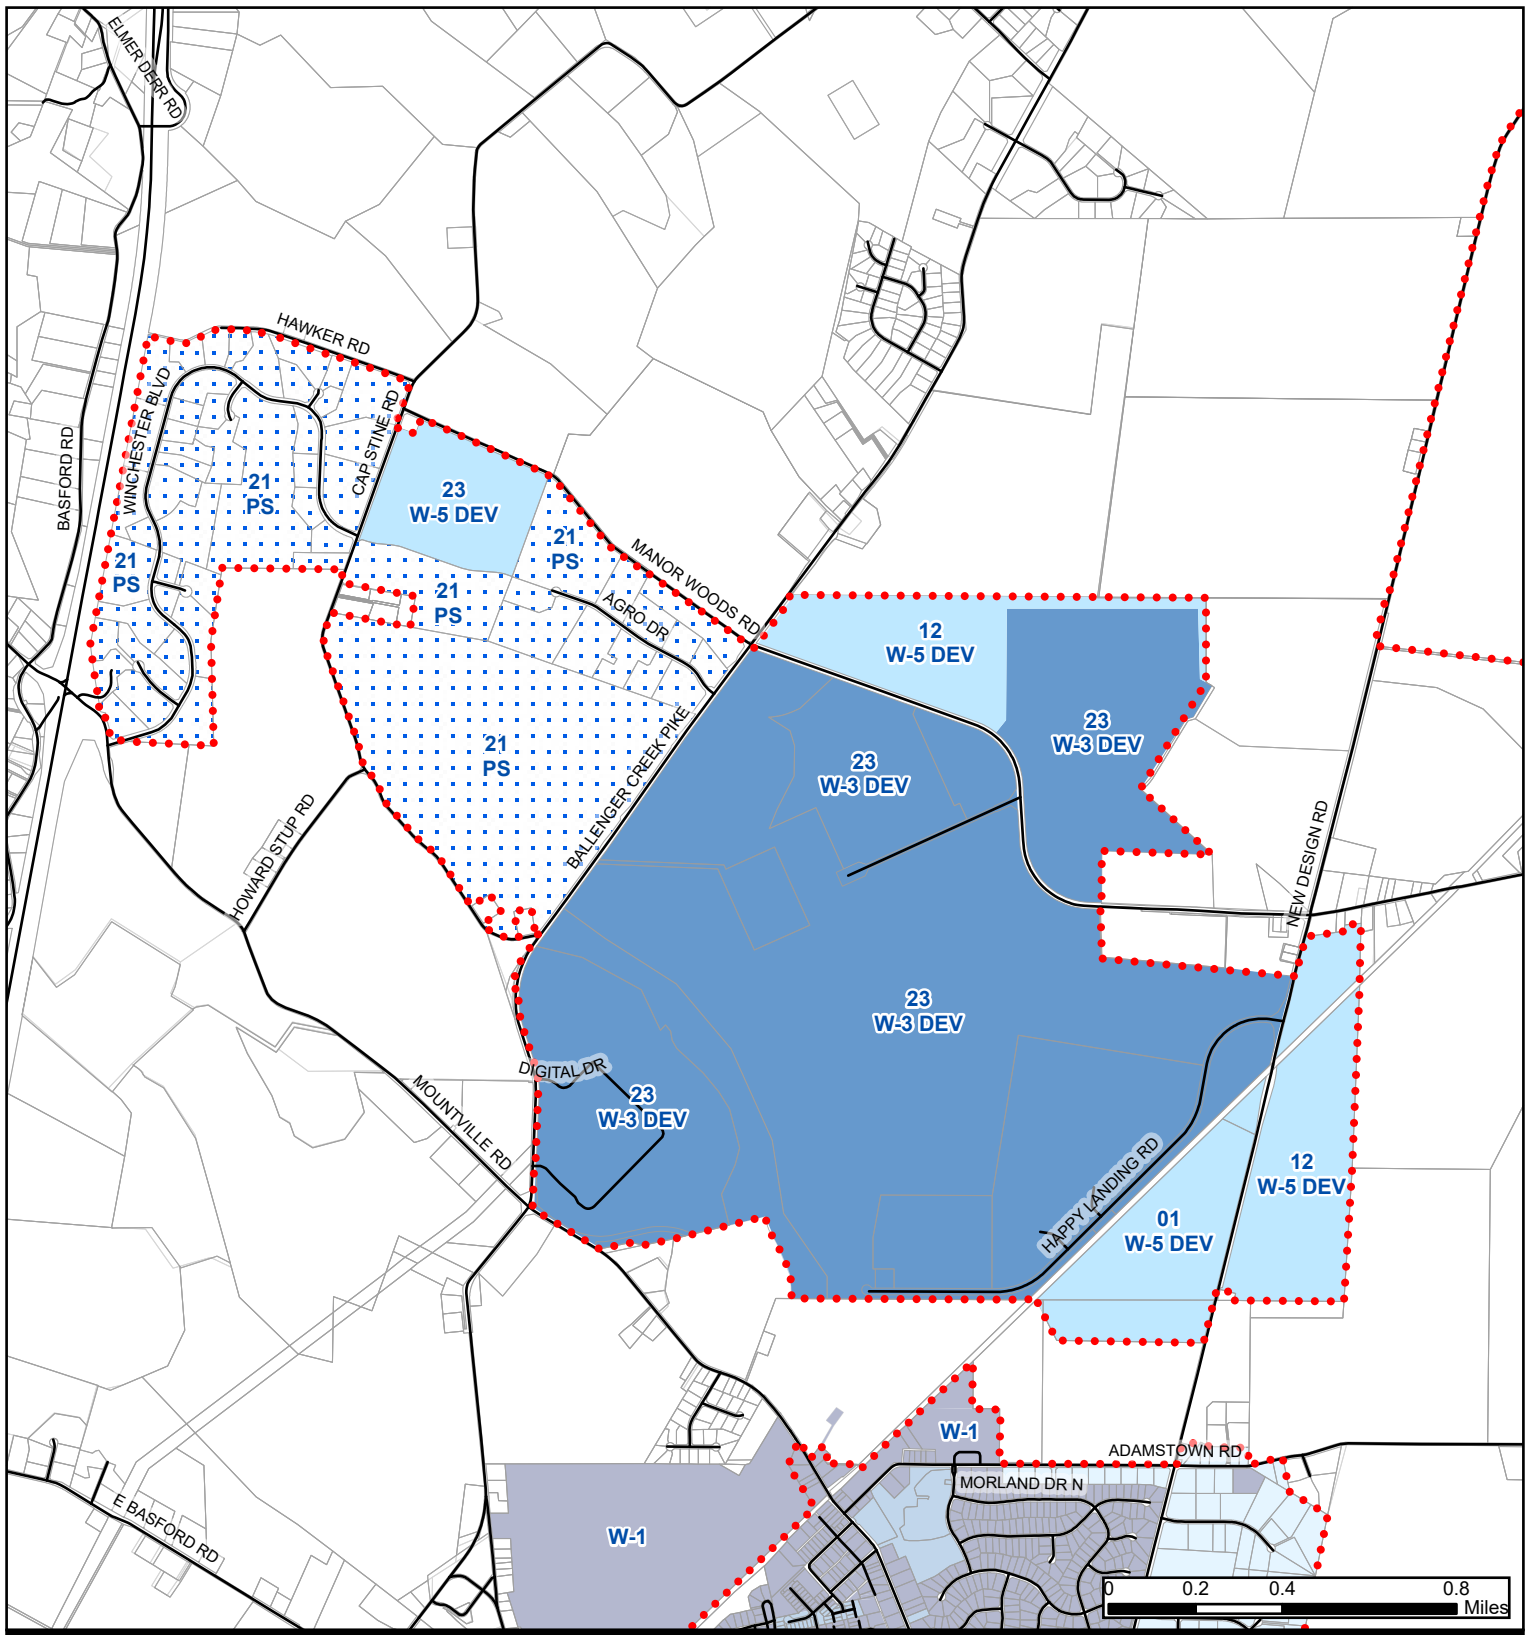 ELMER DERR RD
HAWKER RD
WINCHESTER BLVD
CAP STINE RD
BASFORD RD
21
PS
23
W-5 DEV
21
PS
21
PS
21
PS
MANOR WOODS RD
AGRO DR
12
W-5 DEV
23
W-3 DEV
21
PS
23
W-3 DEV
BALLENGER CREEK PIKE
HOWARD STUP RD
NEW DESIGN RD
23
W-3 DEV
DIGITAL DR
23
W-3 DEV
MOUNTVILLE RD
HAPPY LANDING RD
12
W-5 DEV
01
W-5 DEV
W-1
ADAMSTOWN RD
MORLAND DR N
E BASFORD RD
W-1
0 0.2 0.4 0.8
Miles